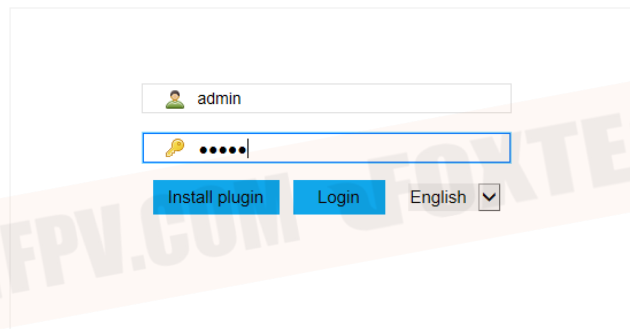 admin
●●●●●
Install plugin Login English
FPV.COM FOXTE